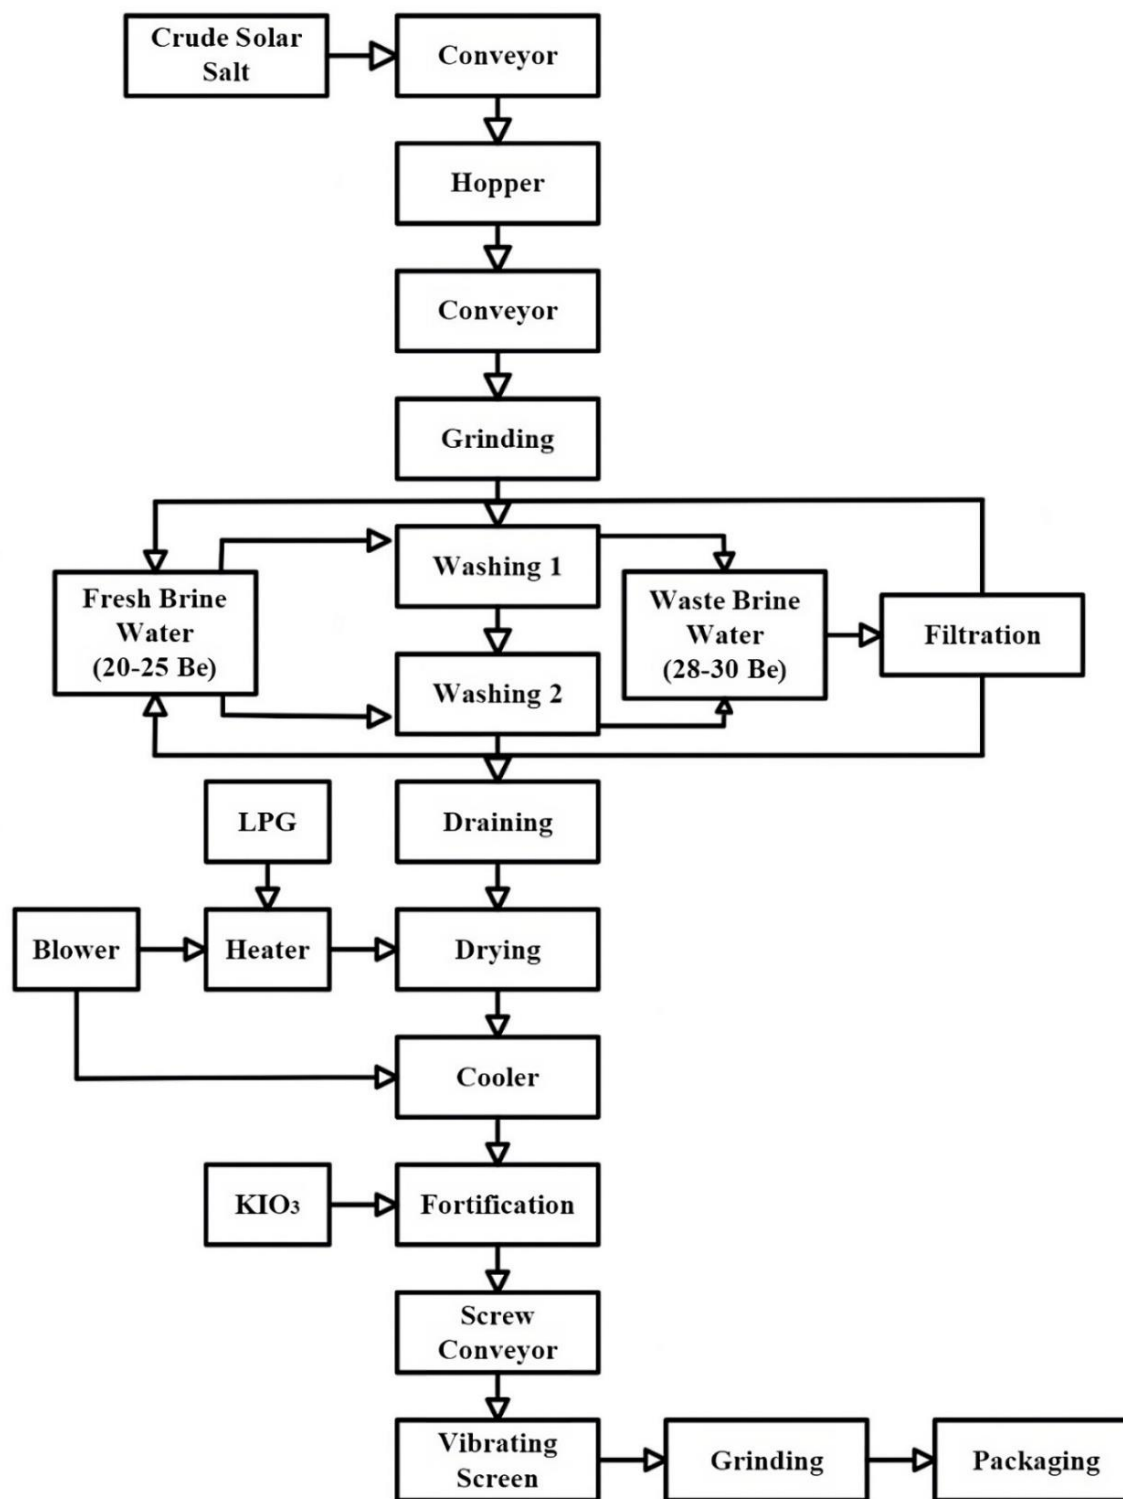 Crude Solar
Salt
Conveyor
Hopper
Conveyor
Grinding
Washing 1
Fresh Brine
Water
(20-25 Be)
Waste Brine
Water
(28-30 Be)
Filtration
Washing 2
LPG
Draining
Blower
Heater
Drying
Cooler
KIO₃
Fortification
Screw
Conveyor
Vibrating
Screen
Grinding
Packaging